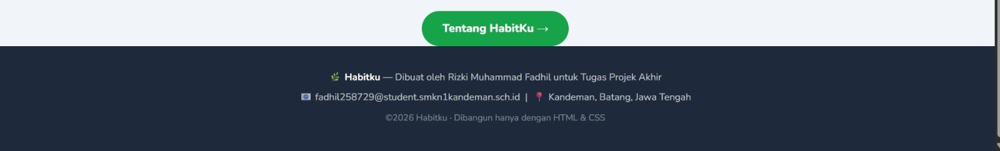 Tentang HabitKu →
🌿 Habitku — Dibuat oleh Rizki Muhammad Fadhil untuk Tugas Projek Akhir
📧 fadhil258729@student.smkn1kandeman.sch.id | 📍 Kandeman, Batang, Jawa Tengah
©2026 Habitku · Dibangun hanya dengan HTML & CSS